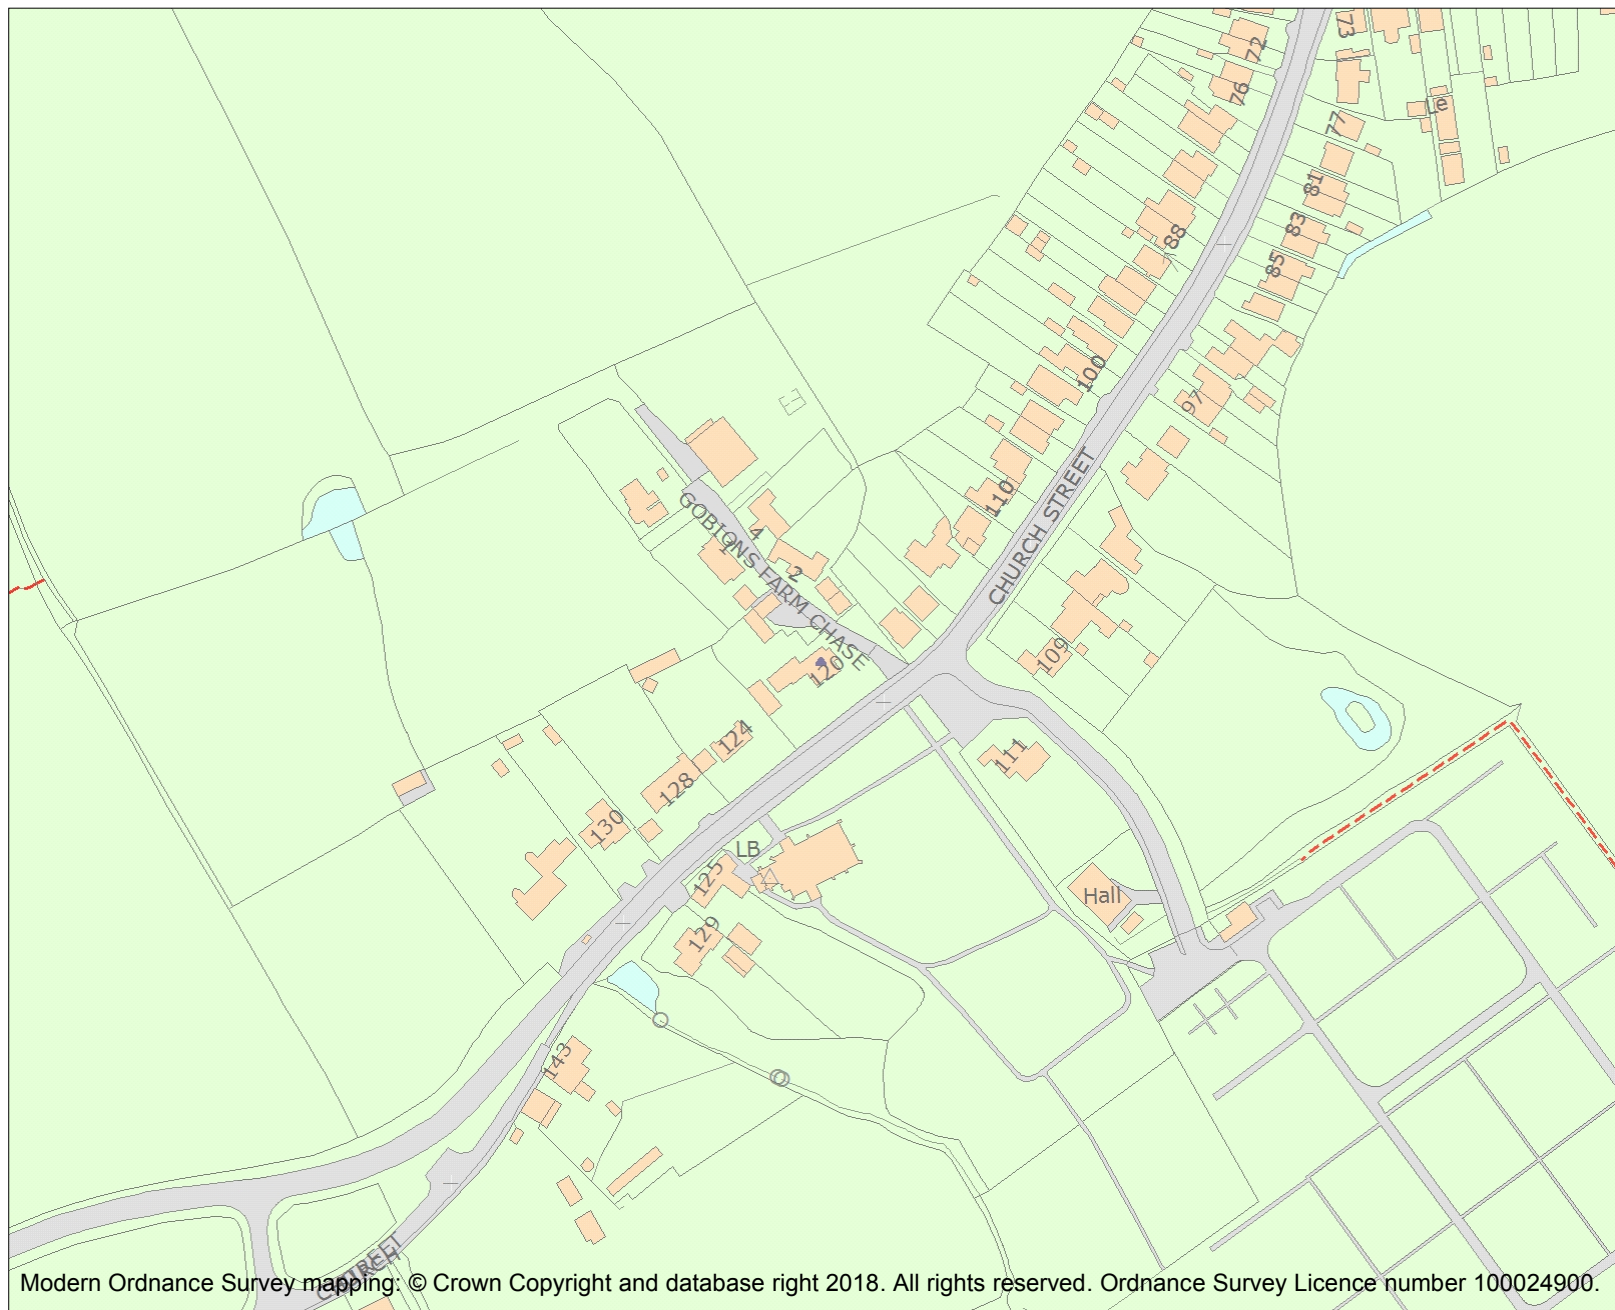 72
73
76
Le
77
81
88
83
85
100
97
110
CHURCH STREET
GOBIONS FARM CHASE
4
1
2
109
120
124
111
128
130
LB
125
Hall
129
143
CHURCH
STREET
Modern Ordnance Survey mapping: © Crown Copyright and database right 2018. All rights reserved. Ordnance Survey Licence number 100024900.